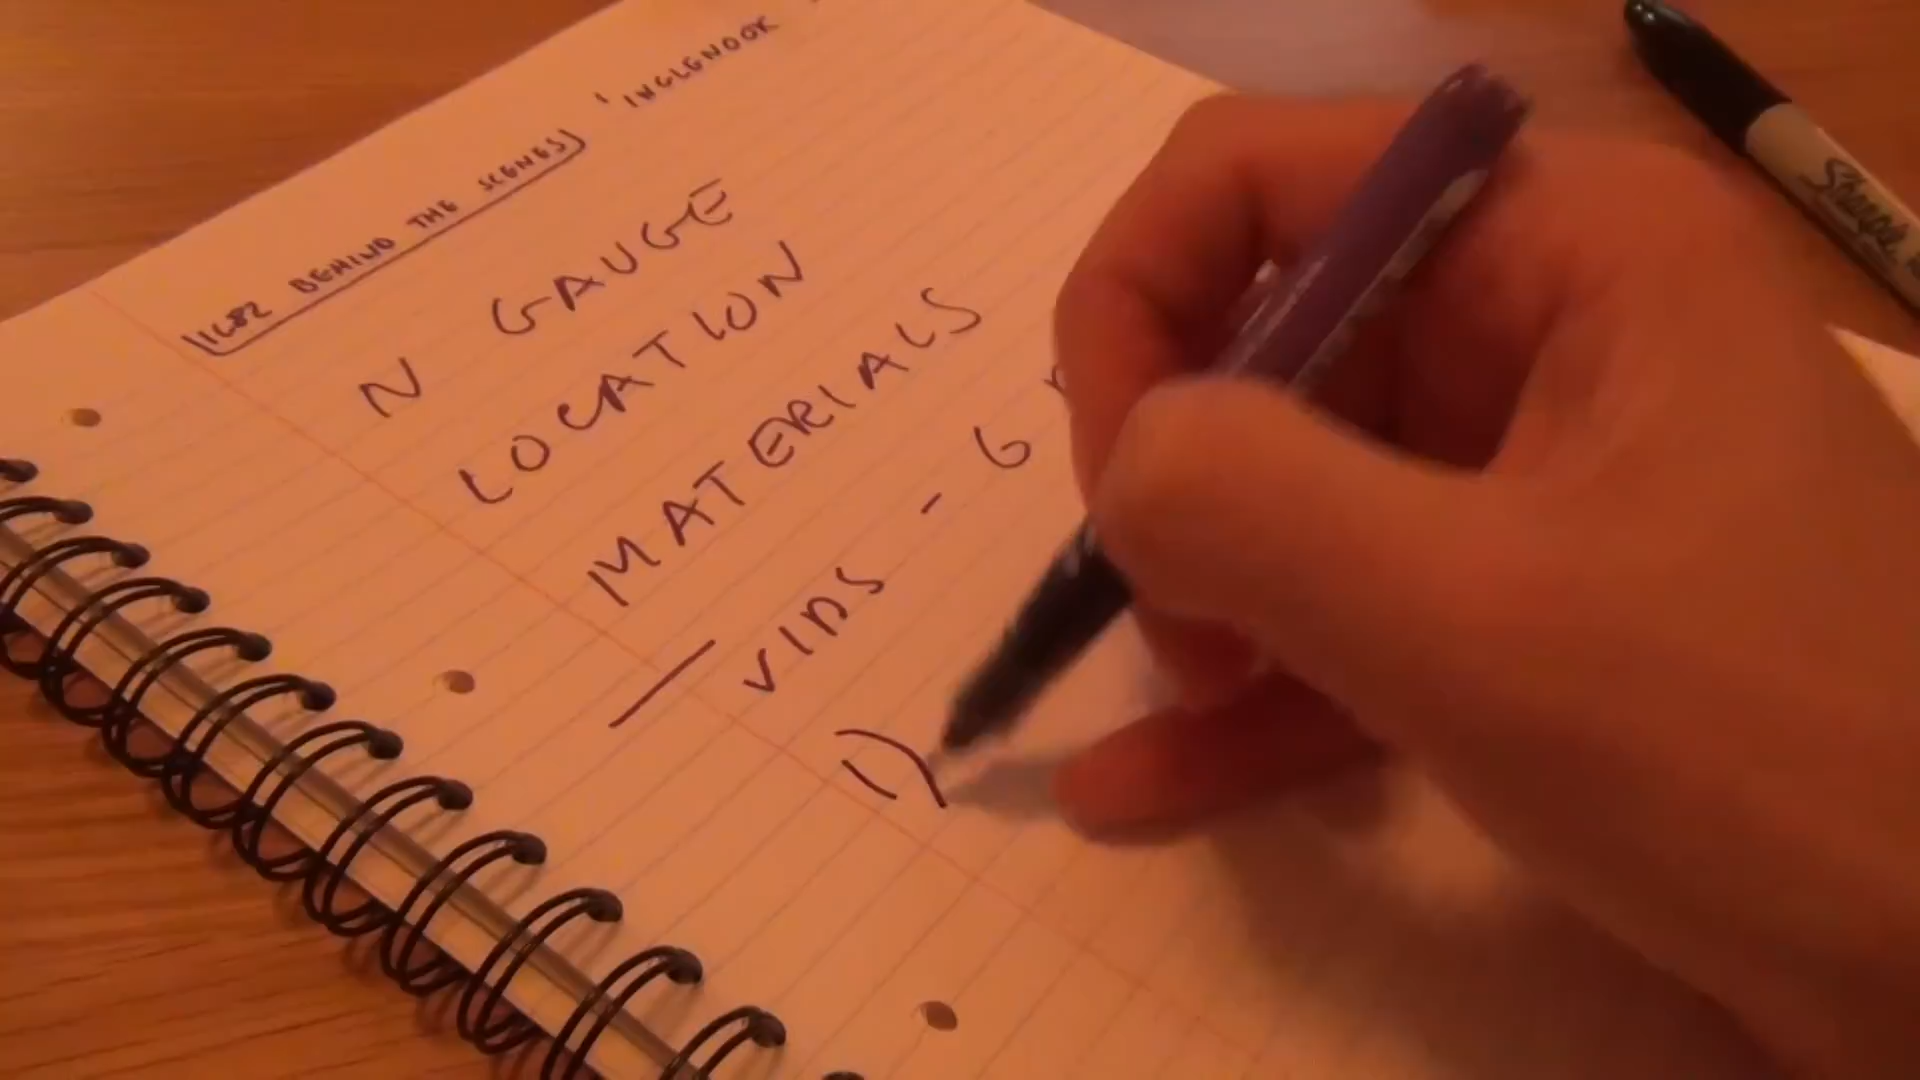 BEHIND THE SCENES 'INGLENOOK
N GAUGE
LOCATION
MATERIALS
VIDS - 6
1)
Sharpie